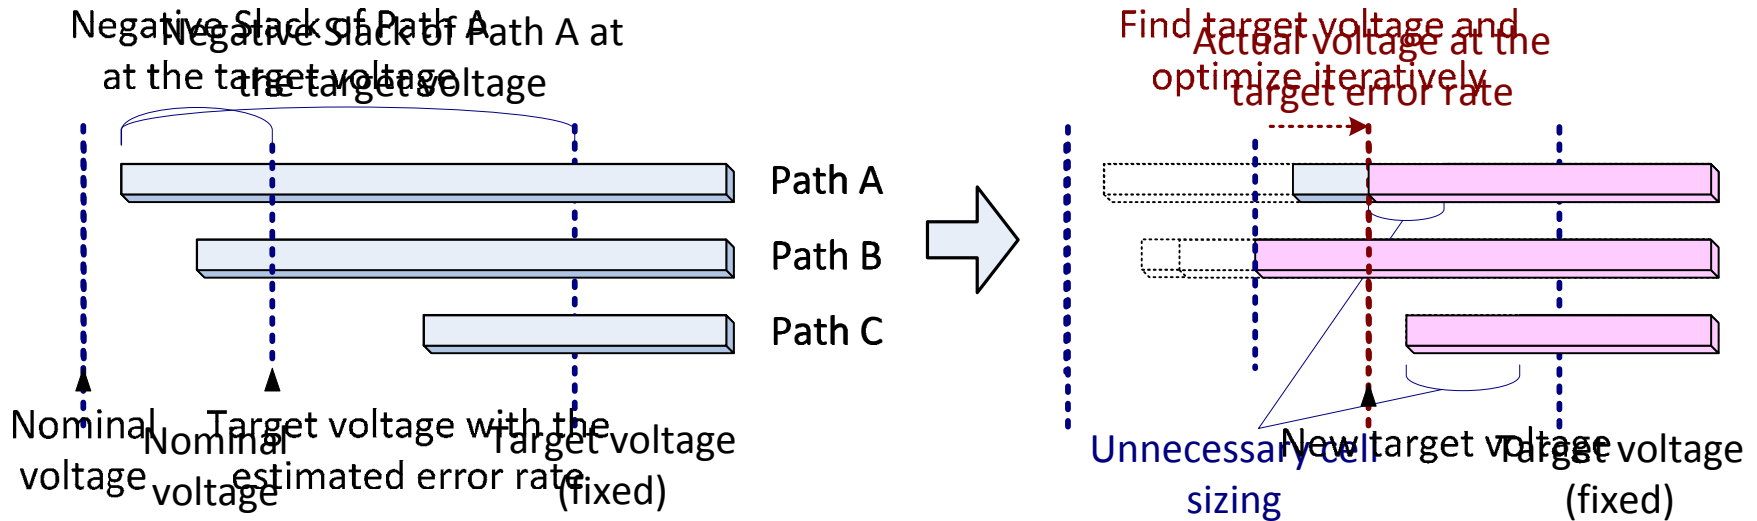 Negative Slack of Path A
at the target voltage
Negative Slack of Path A at
the target voltage
Find target voltage and
optimize iteratively
Actual voltage at the
target error rate
Path A
Path B
Path C
Nominal
voltage
Nominal
voltage
Target voltage with the
estimated error rate
Target voltage
(fixed)
Unnecessary cell
sizing
New target voltage
Target voltage
(fixed)